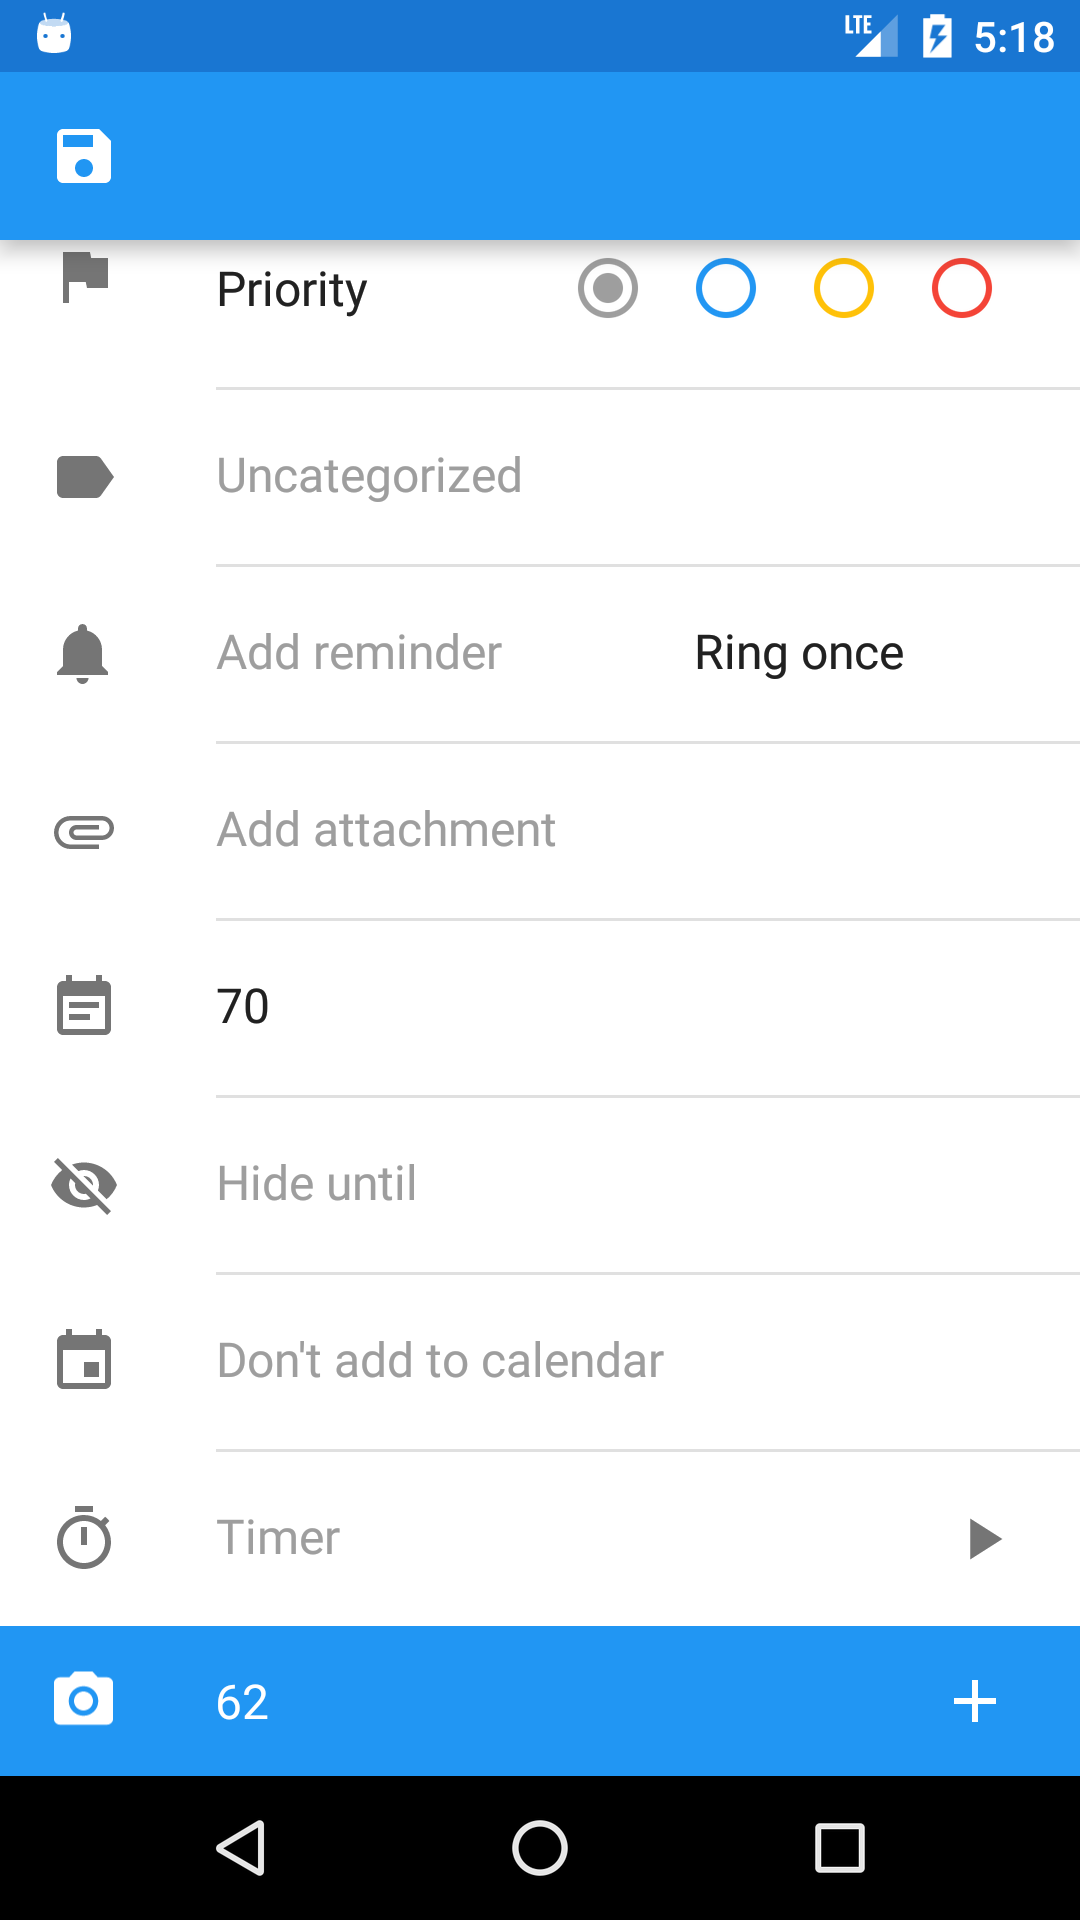 LTE 5:18
Priority
Uncategorized
Add reminder Ring once
Add attachment
70
Hide until
Don't add to calendar
Timer
62